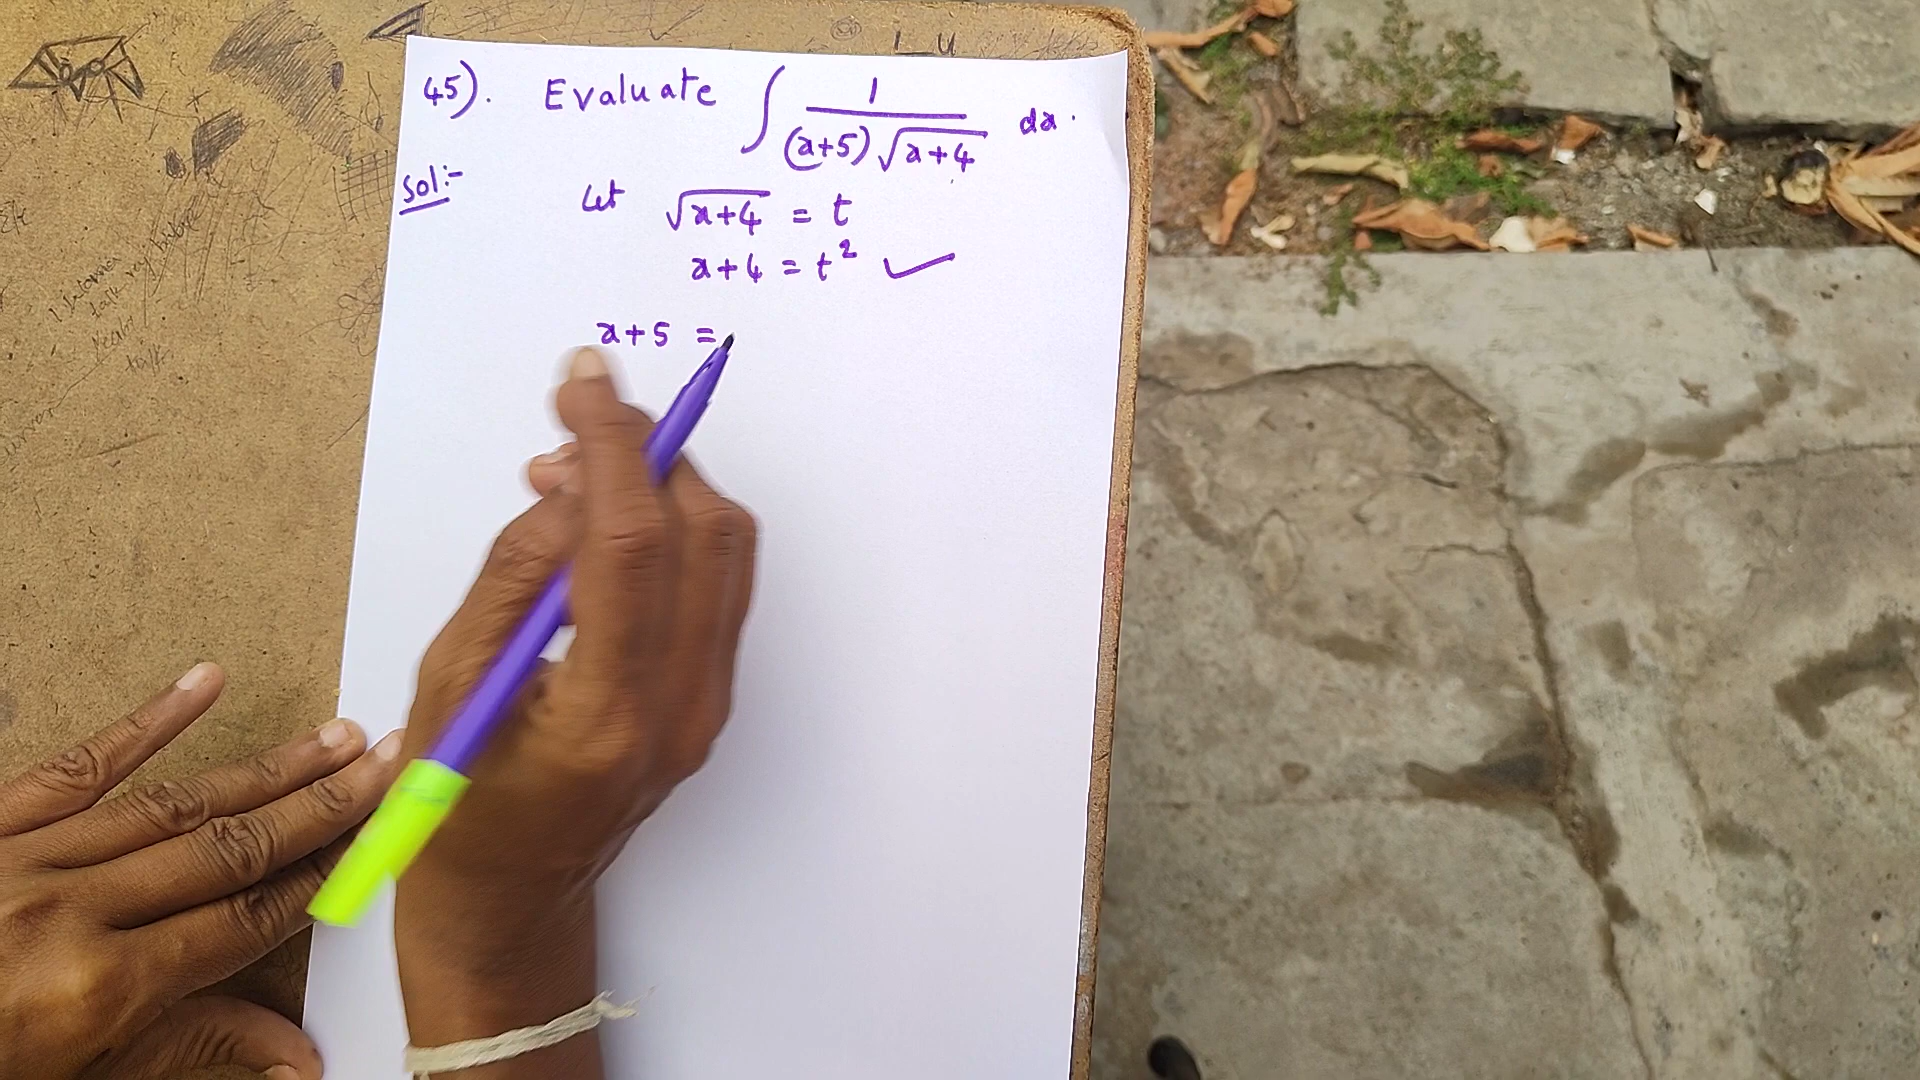 45). Evaluate ∫ 1/((x+5)√(x+4)) dx.
Sol:- Let √(x+4) = t
x+4 = t² ✓
x+5 =